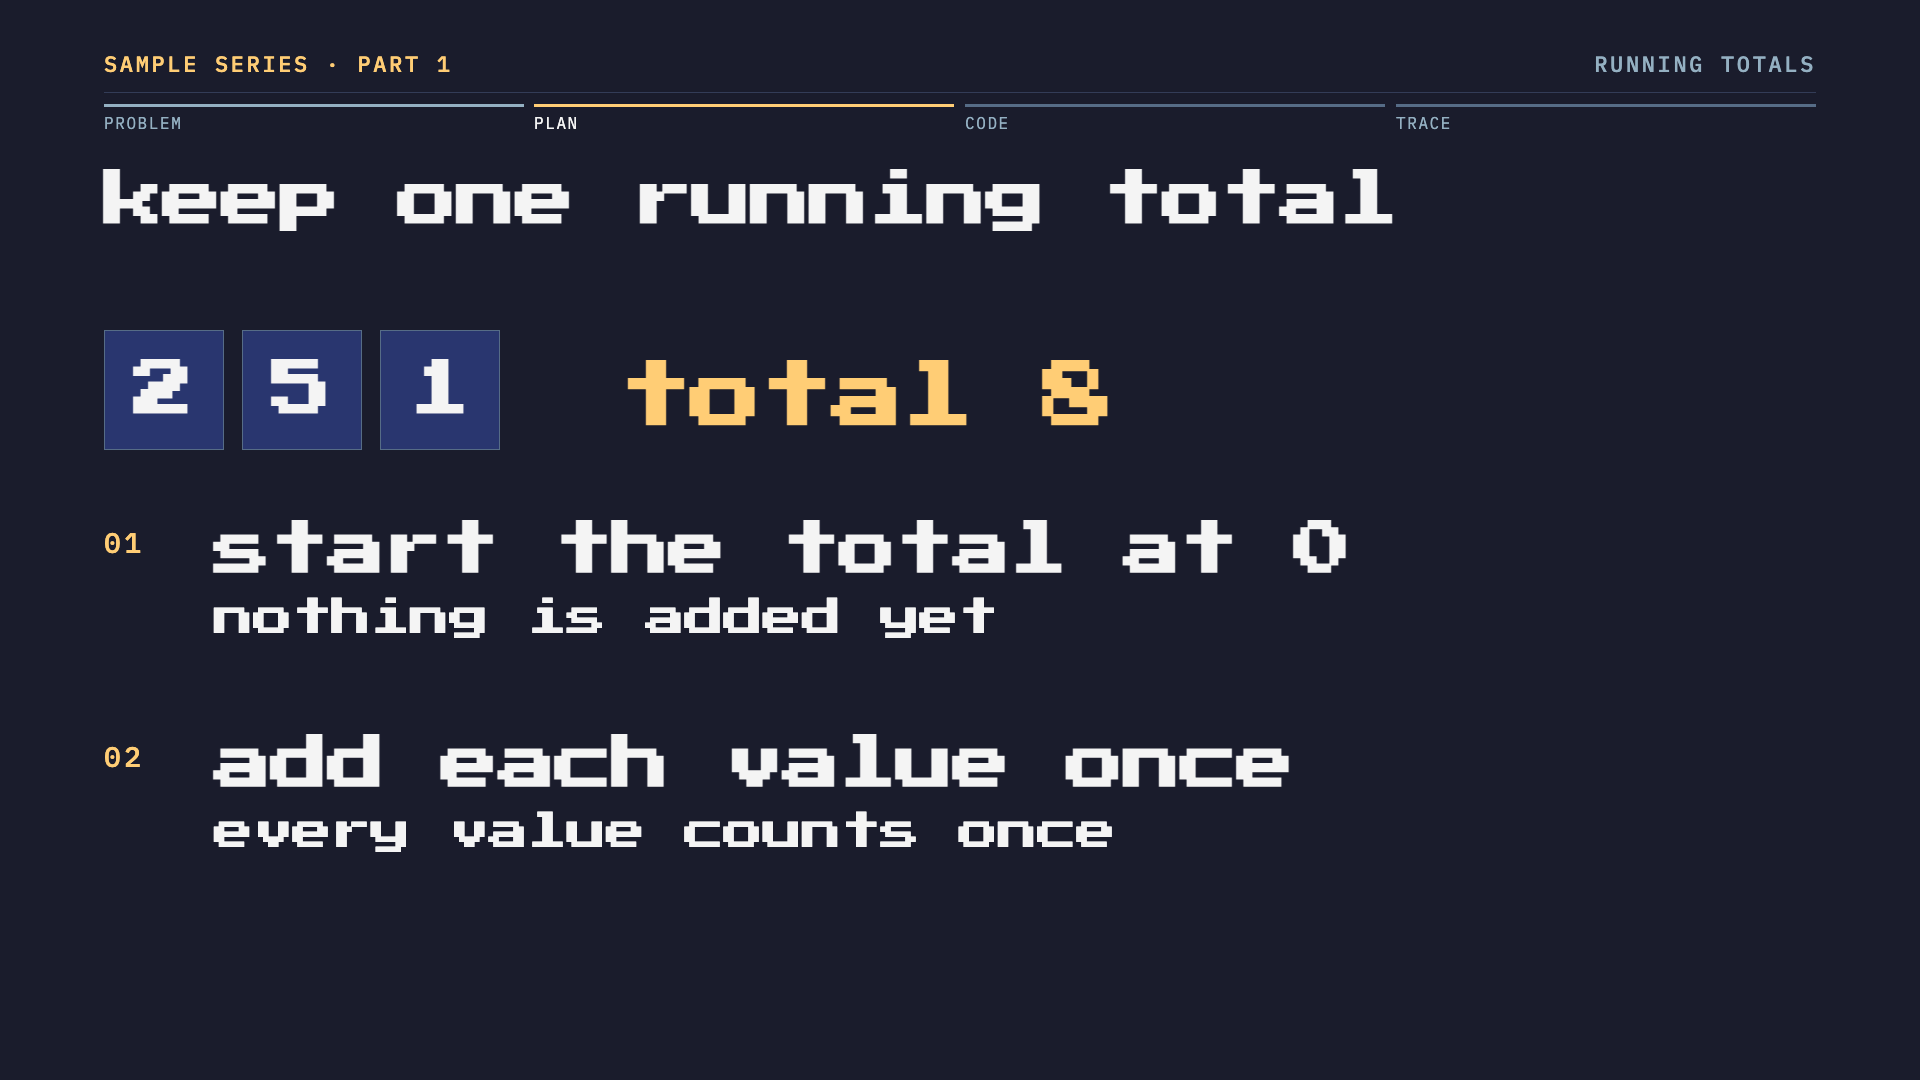 SAMPLE SERIES · PART 1
RUNNING TOTALS
PROBLEM
PLAN
CODE
TRACE
keep one running total
2 5 1
total 8
01
start the total at 0
nothing is added yet
02
add each value once
every value counts once